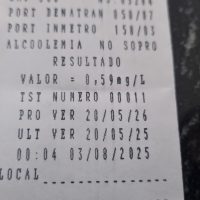 PORT DENATRAN 058/07
PORT INMETRO 158/03
ALCOOLEMIA NO SOPRO
RESULTADO
VALOR = 0,59mg/L
TST NUMERO 00011
PRO VER 20/05/26
ULT VER 20/05/25
00:04 03/08/2025
LOCAL